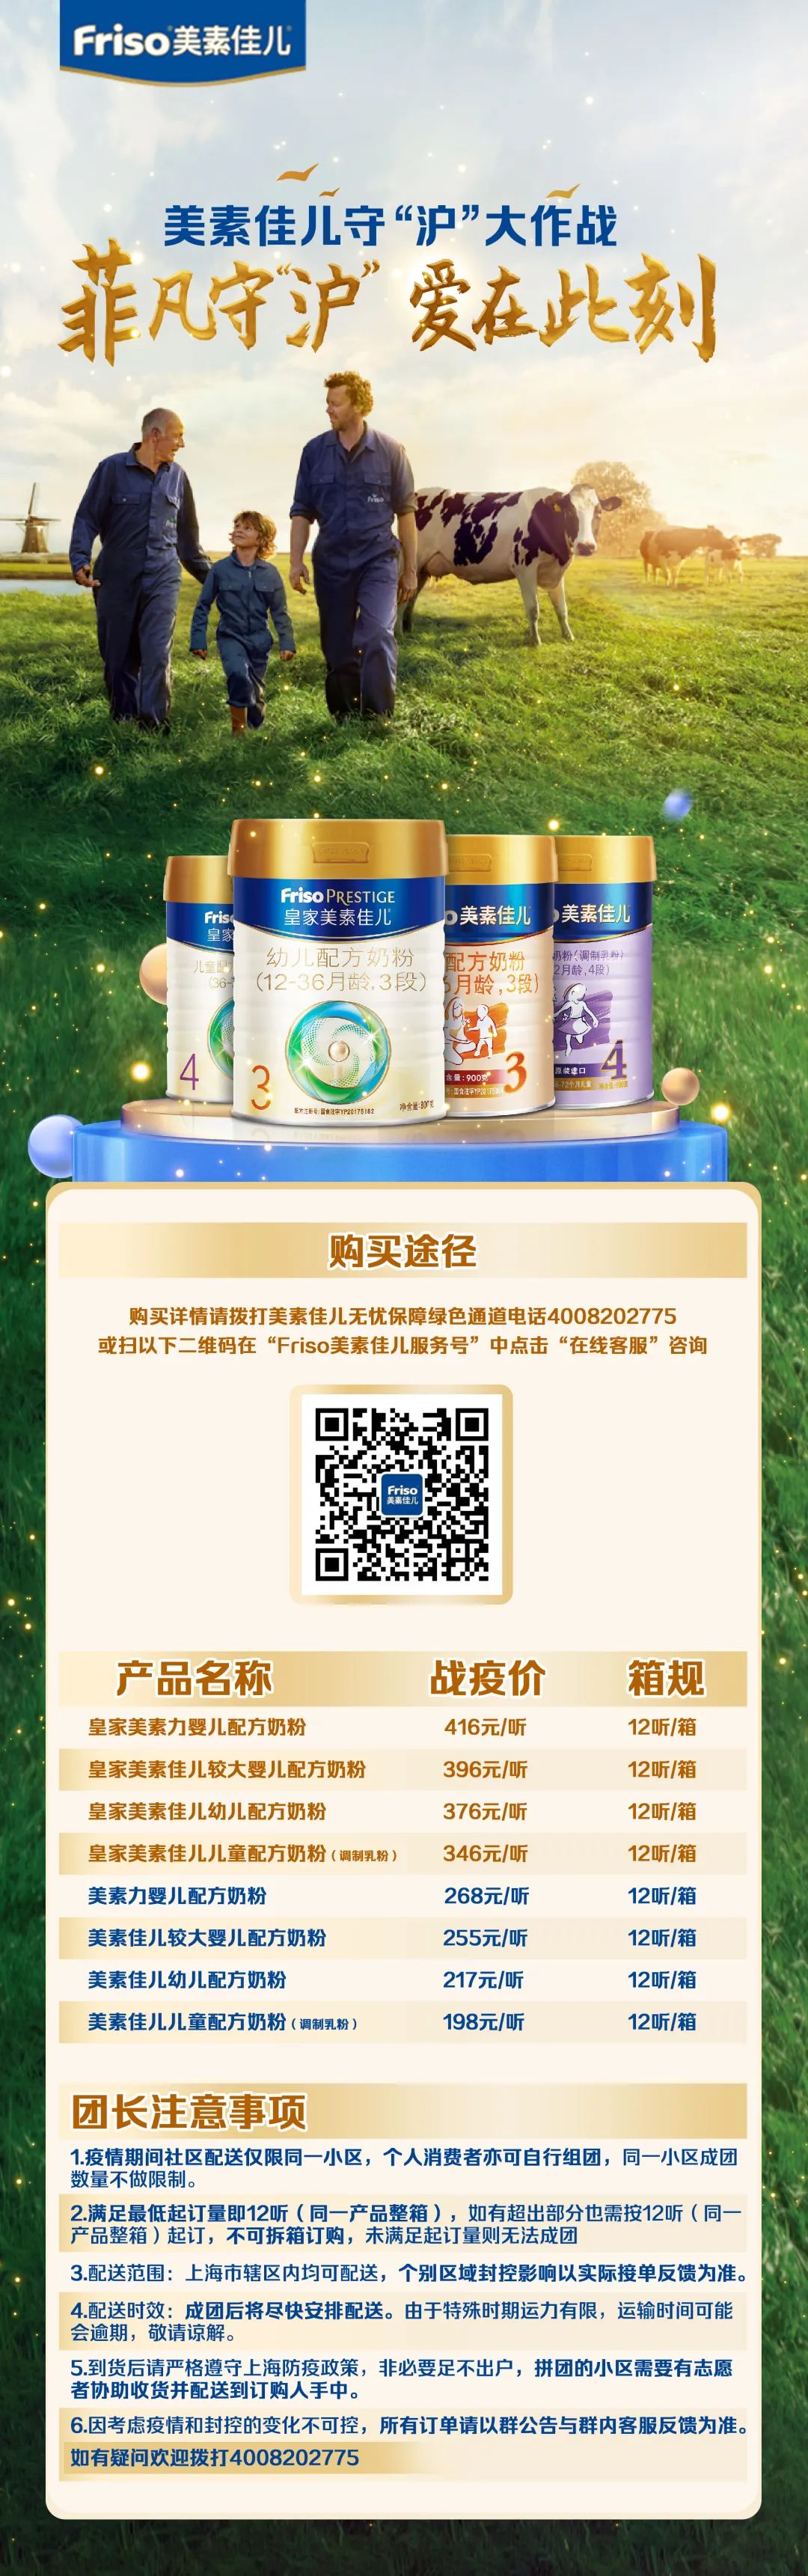 Friso美素佳儿
美素佳儿守“沪”大作战
菲凡守“沪” 爱在此刻
Friso
Friso PRESTIGE
皇家美素佳儿
幼儿配方奶粉
(12-36月龄,3段)
3
4
美素佳儿
配方奶粉
月龄,3段)
3
美素佳儿
奶粉(调制乳粉)
2月龄,4段)
4
购买途径
购买详情请拨打美素佳儿无忧保障绿色通道电话4008202775
或扫以下二维码在“Friso美素佳儿服务号”中点击“在线客服”咨询
Friso
美素佳儿
产品名称 战疫价 箱规
皇家美素力婴儿配方奶粉 416元/听 12听/箱
皇家美素佳儿较大婴儿配方奶粉 396元/听 12听/箱
皇家美素佳儿幼儿配方奶粉 376元/听 12听/箱
皇家美素佳儿儿童配方奶粉(调制乳粉) 346元/听 12听/箱
美素力婴儿配方奶粉 268元/听 12听/箱
美素佳儿较大婴儿配方奶粉 255元/听 12听/箱
美素佳儿幼儿配方奶粉 217元/听 12听/箱
美素佳儿儿童配方奶粉(调制乳粉) 198元/听 12听/箱
团长注意事项
1.疫情期间社区配送仅限同一小区，个人消费者亦可自行组团，同一小区成团
数量不做限制。
2.满足最低起订量即12听（同一产品整箱），如有超出部分也需按12听（同一
产品整箱）起订，不可拆箱订购，未满足起订量则无法成团
3.配送范围：上海市辖区内均可配送，个别区域封控影响以实际接单反馈为准。
4.配送时效：成团后将尽快安排配送。由于特殊时期运力有限，运输时间可能
会逾期，敬请谅解。
5.到货后请严格遵守上海防疫政策，非必要足不出户，拼团的小区需要有志愿
者协助收货并配送到订购人手中。
6.因考虑疫情和封控的变化不可控，所有订单请以群公告与群内客服反馈为准。
如有疑问欢迎拨打4008202775